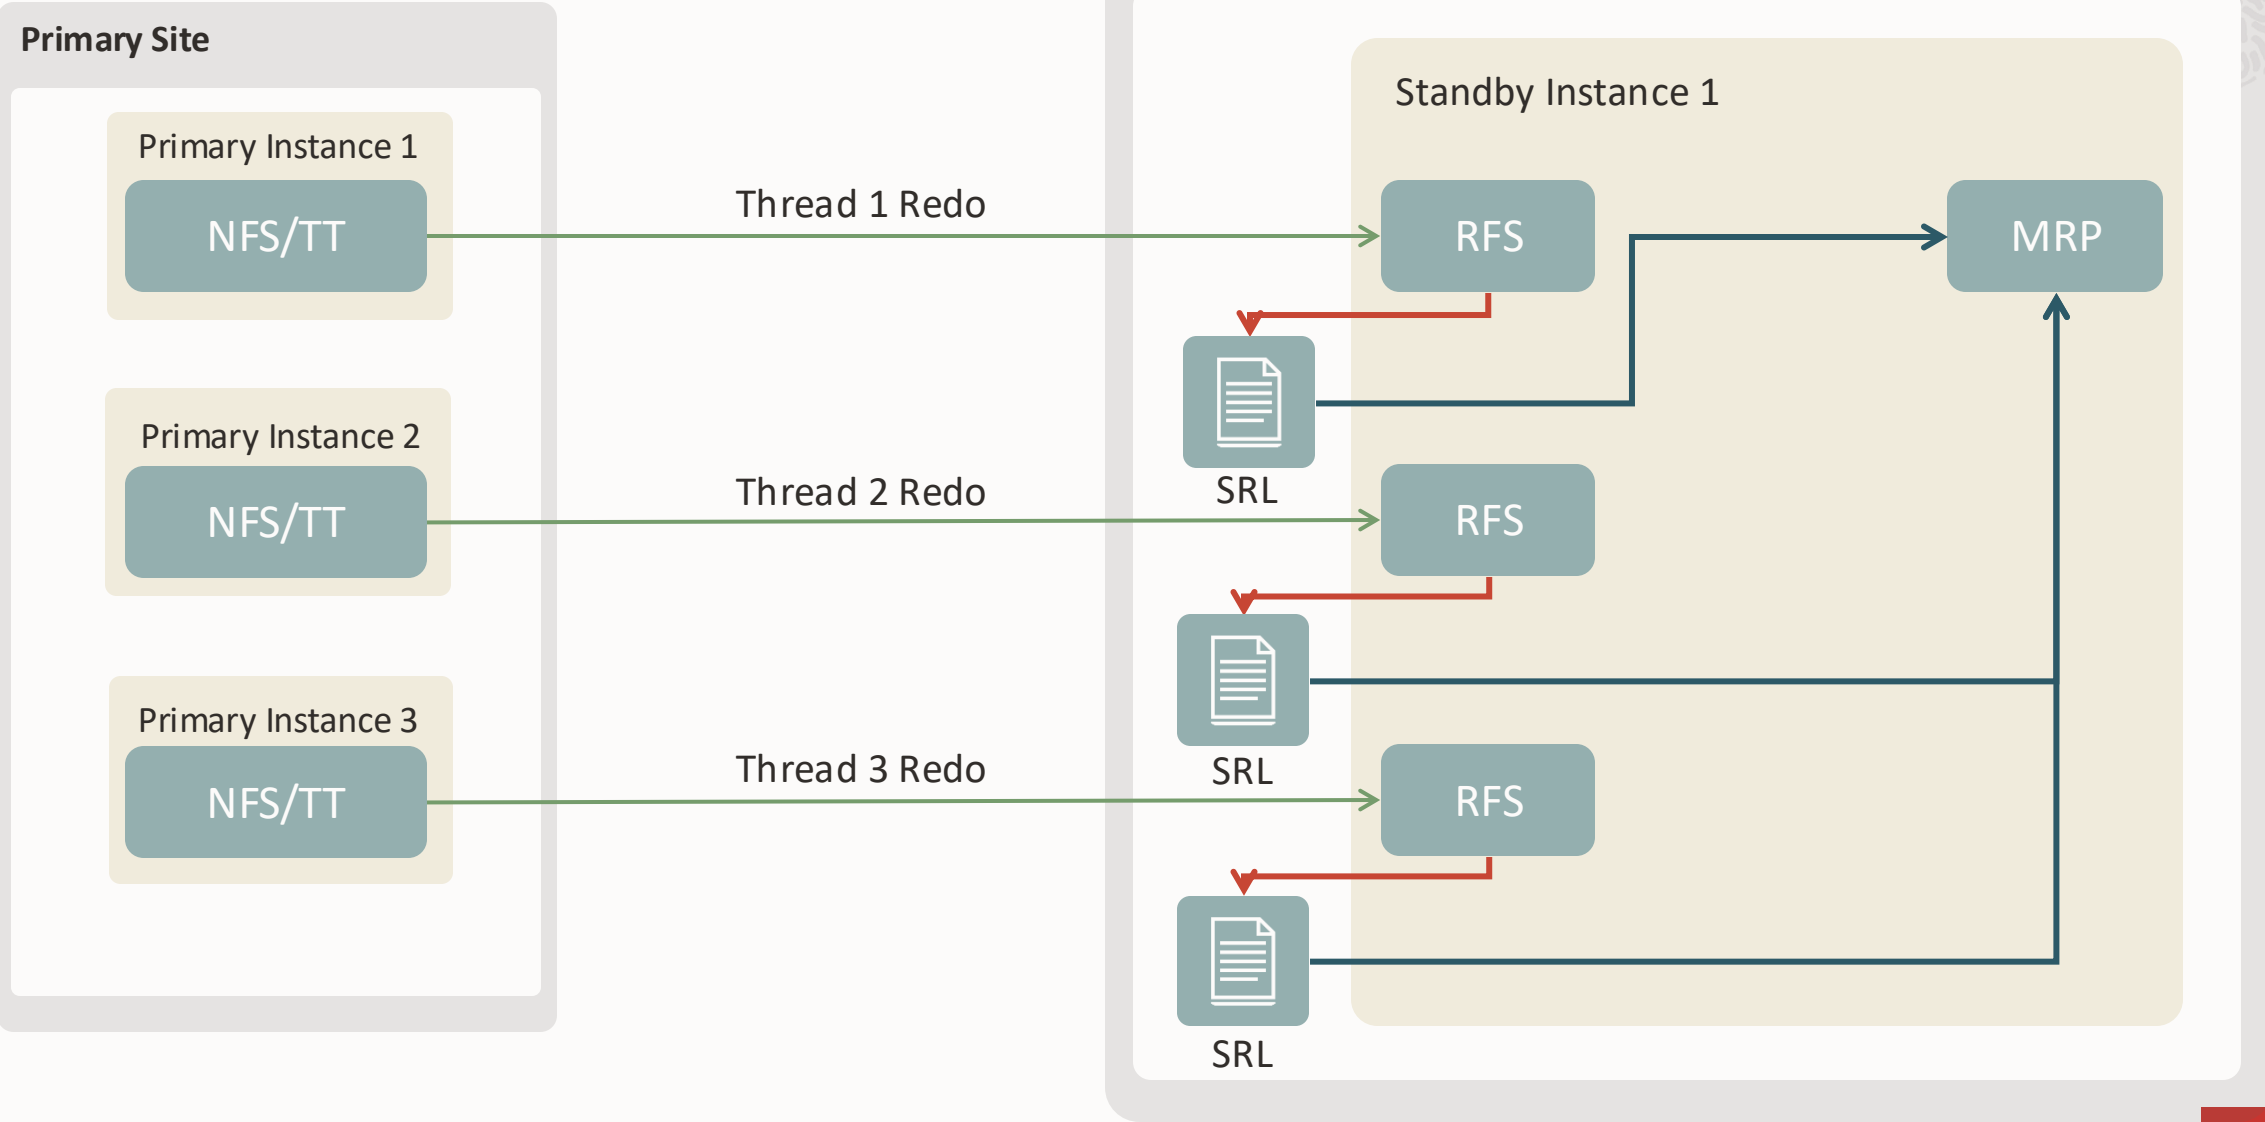 Primary Site
Primary Instance 1
NFS/TT
Primary Instance 2
NFS/TT
Primary Instance 3
NFS/TT
Thread 1 Redo
Thread 2 Redo
Thread 3 Redo
Standby Instance 1
RFS
MRP
SRL
RFS
SRL
RFS
SRL